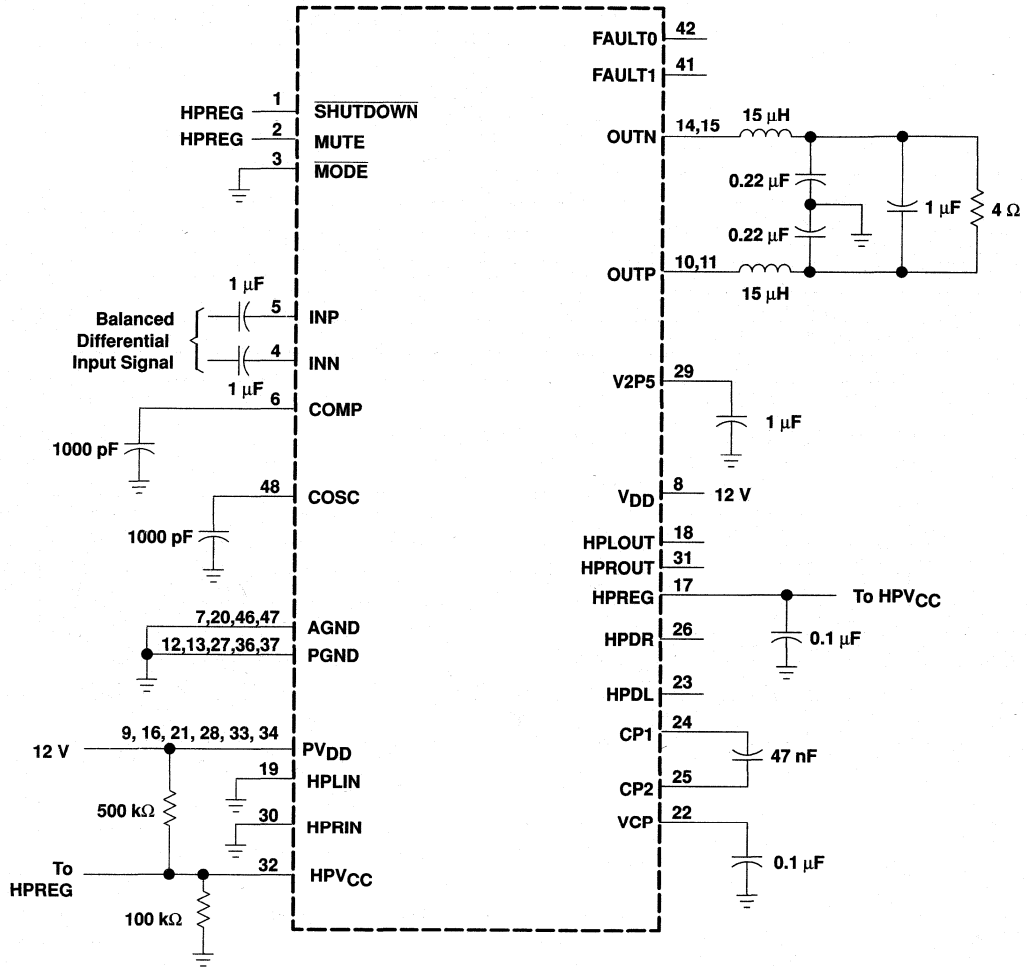 FAULT0 42
FAULT1 41
HPREG 1 SHUTDOWN
HPREG 2 MUTE
3 MODE
OUTN 14,15 15 μH
0.22 μF
0.22 μF
1 μF
4 Ω
OUTP 10,11
15 μH
1 μF
5 INP
Balanced
Differential
Input Signal
4 INN
1 μF
6 COMP
1000 pF
V2P5 29
1 μF
48 COSC
1000 pF
VDD 8 12 V
HPLOUT 18
HPROUT 31
HPREG 17 To HPVCC
0.1 μF
HPDR 26
HPDL 23
7,20,46,47 AGND
12,13,27,36,37 PGND
12 V 9, 16, 21, 28, 33, 34 PVDD
19 HPLIN
500 kΩ
30 HPRIN
To
HPREG
32 HPVCC
100 kΩ
CP1 24
47 nF
CP2 25
VCP 22
0.1 μF